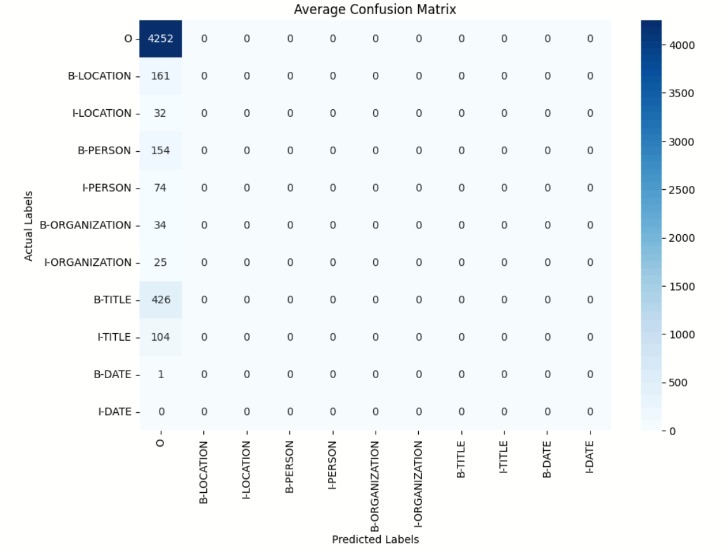 Average Confusion Matrix
O 4252 0 0 0 0 0 0 0 0 0 0
B-LOCATION 161 0 0 0 0 0 0 0 0 0 0
I-LOCATION 32 0 0 0 0 0 0 0 0 0 0
B-PERSON 154 0 0 0 0 0 0 0 0 0 0
I-PERSON 74 0 0 0 0 0 0 0 0 0 0
B-ORGANIZATION 34 0 0 0 0 0 0 0 0 0 0
I-ORGANIZATION 25 0 0 0 0 0 0 0 0 0 0
B-TITLE 426 0 0 0 0 0 0 0 0 0 0
I-TITLE 104 0 0 0 0 0 0 0 0 0 0
B-DATE 1 0 0 0 0 0 0 0 0 0 0
I-DATE 0 0 0 0 0 0 0 0 0 0 0
Actual Labels
O
B-LOCATION
I-LOCATION
B-PERSON
I-PERSON
B-ORGANIZATION
I-ORGANIZATION
B-TITLE
I-TITLE
B-DATE
I-DATE
Predicted Labels
4000
3500
3000
2500
2000
1500
1000
500
0